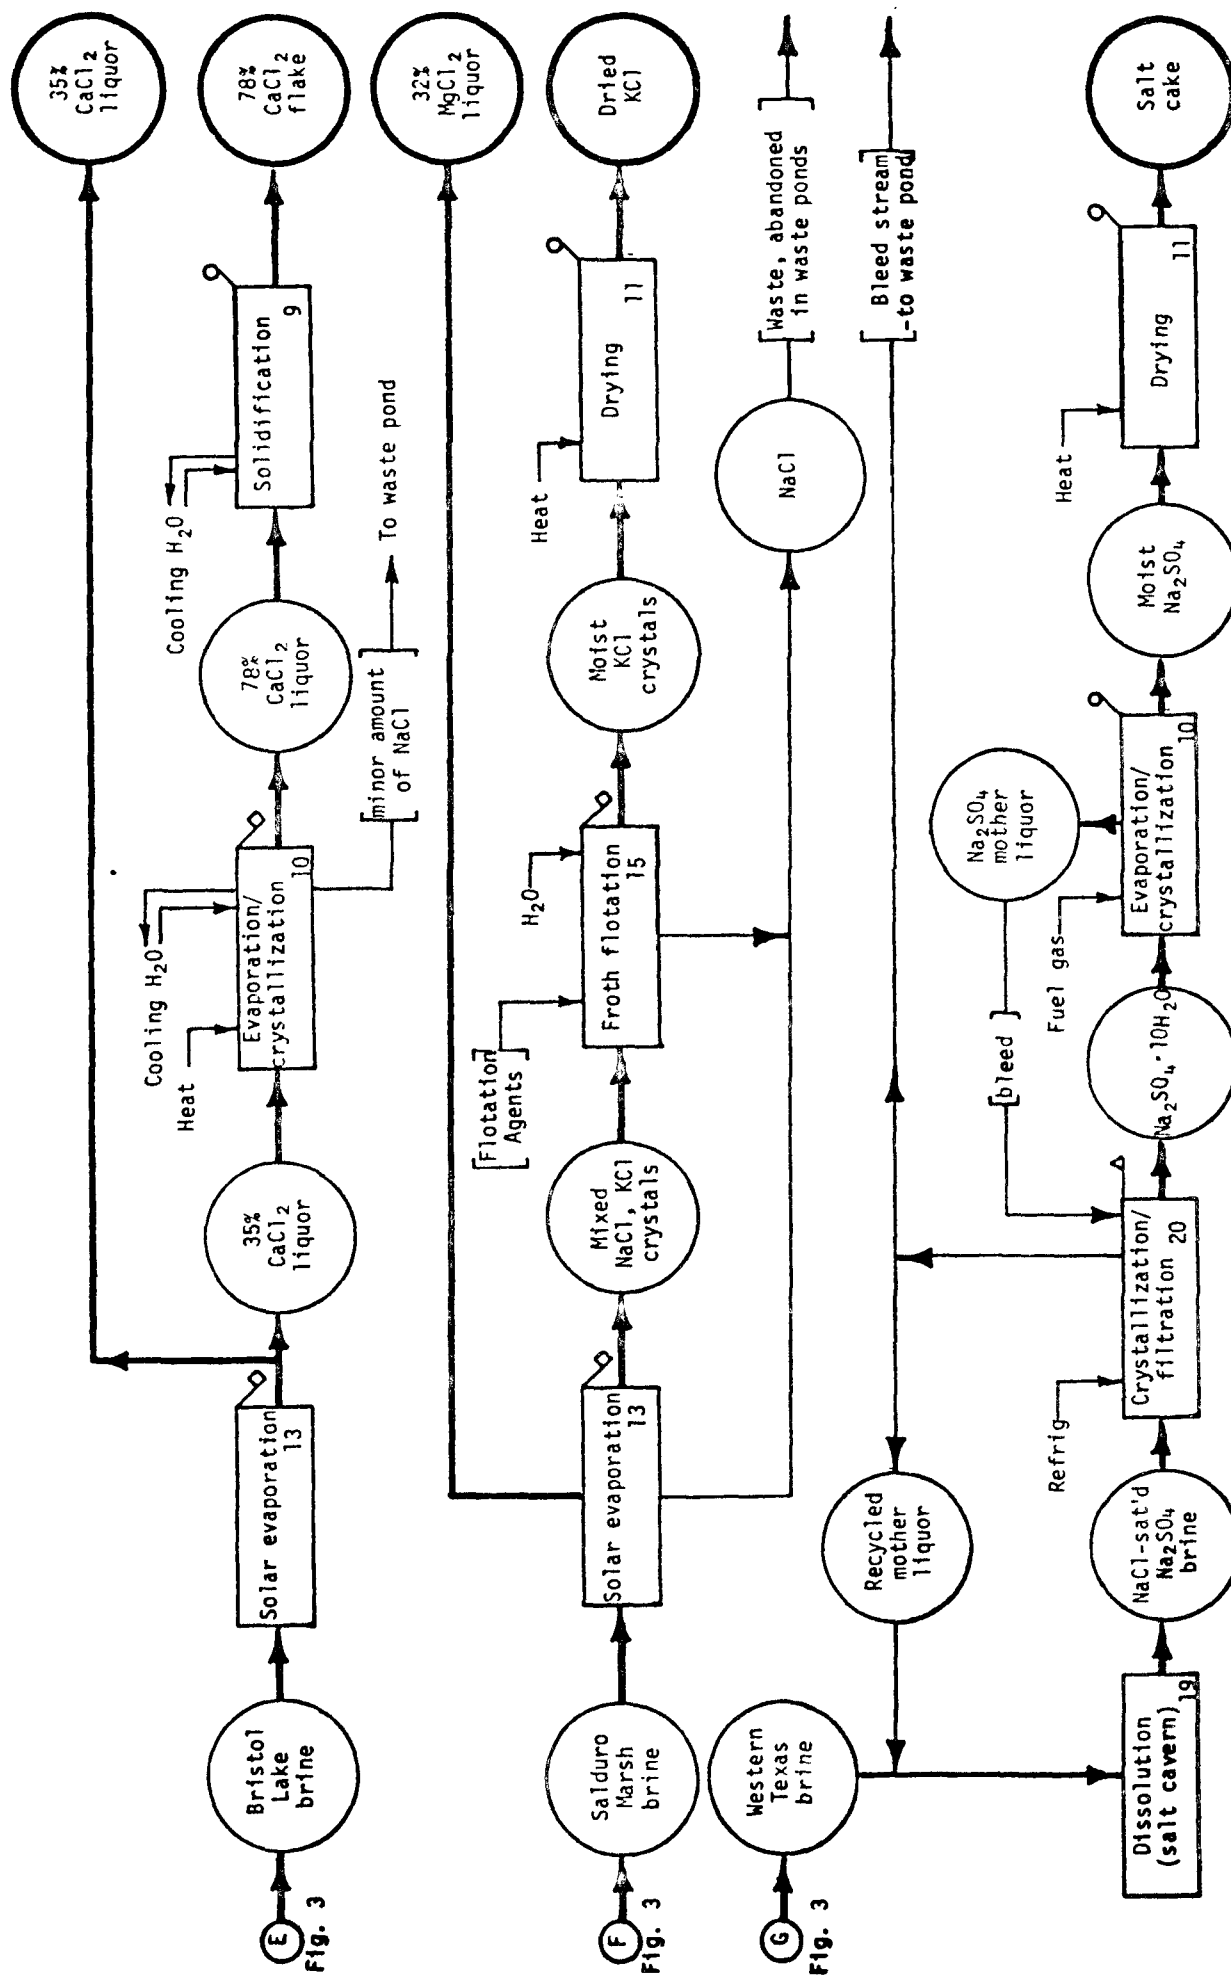 E
Fig. 3
Bristol
Lake
brine
Solar evaporation
13
35%
CaCl2
liquor
Heat
Cooling H2O
Evaporation/
crystallization
10
minor amount
of NaCl
To waste pond
78%
CaCl2
liquor
Cooling H2O
Solidification
9
35%
CaCl2
liquor
78%
CaCl2
flake
F
Fig. 3
Salduro
Marsh
brine
Solar evaporation
13
Mixed
NaCl, KCl
crystals
[Flotation
Agents]
H2O
Froth flotation
15
Moist
KCl
crystals
Heat
Drying
11
32%
MgCl2
liquor
Dried
KCl
NaCl
[Waste, abandoned
in waste ponds]
G
Fig. 3
Western
Texas
brine
Recycled
mother
liquor
[Bleed stream
-to waste pond]
Dissolution
(salt cavern)
19
NaCl-sat'd
Na2SO4
brine
Refrig
Crystallization/
filtration
20
[bleed]
Na2SO4·10H2O
Fuel gas
Na2SO4
mother
liquor
Evaporation/
crystallization
10
Moist
Na2SO4
Heat
Drying
11
Salt
cake